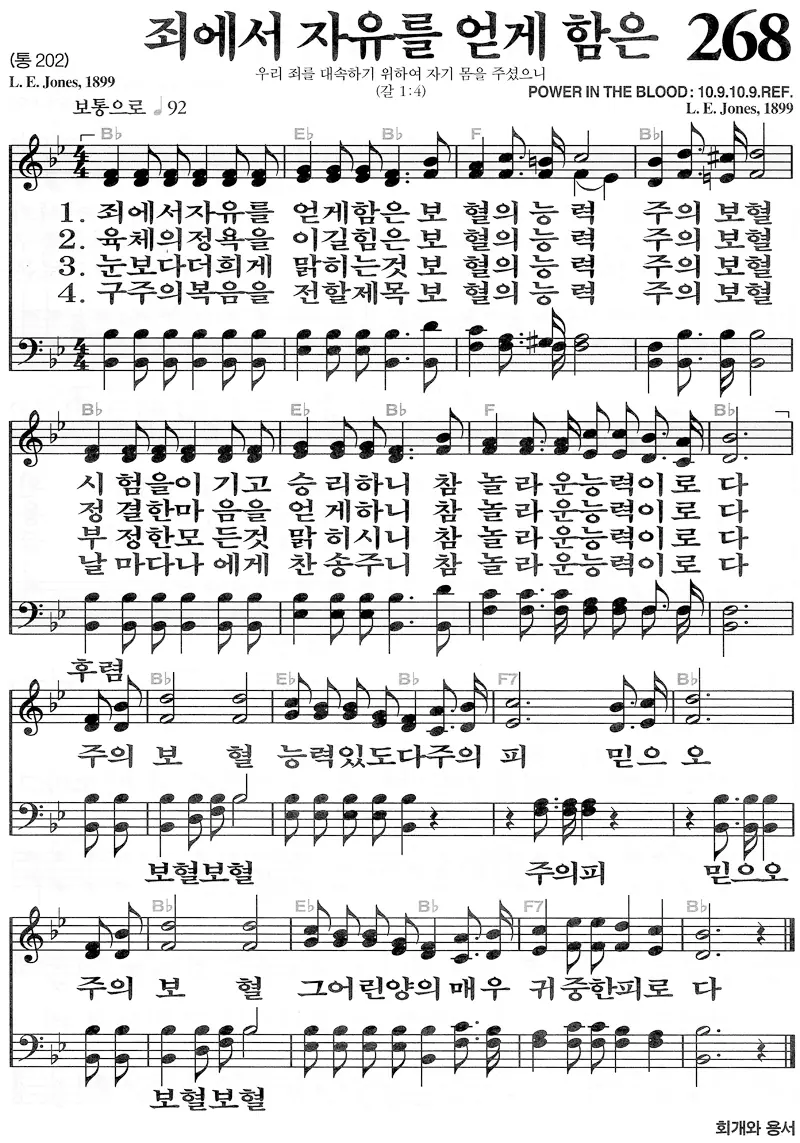 죄에서 자유를 얻게 함은 268
(통 202)
우리 죄를 대속하기 위하여 자기 몸을 주셨으니
L. E. Jones, 1899
(갈 1:4)
POWER IN THE BLOOD: 10.9.10.9.REF.
보통으로 ♩92
L. E. Jones, 1899
B♭ E♭ B♭ F B♭
1. 죄에서자유를 얻게함은 보 혈의 능 력 주의 보혈
2. 육체의정욕을 이길힘은 보 혈의 능 력 주의 보혈
3. 눈보다더희게 맑히는것 보 혈의 능 력 주의 보혈
4. 구주의복음을 전할제목 보 혈의 능 력 주의 보혈
B♭ E♭ B♭ F B♭
시 험을이 기고 승 리하니 참 놀 라 운능력이로 다
정 결한마 음을 얻 게하니 참 놀 라 운능력이로 다
부 정한모 든것 맑 히시니 참 놀 라 운능력이로 다
날 마다나 에게 찬 송주니 참 놀 라 운능력이로 다
후렴
B♭ E♭ B♭ F7 B♭
주의 보 혈 능력있도다주의 피 믿으 오
보혈보혈 주의피 믿으오
B♭ E♭ B♭ F7 B♭
주의 보 혈 그어린양의 매우 귀 중한피로 다
보혈보혈
회개와 용서